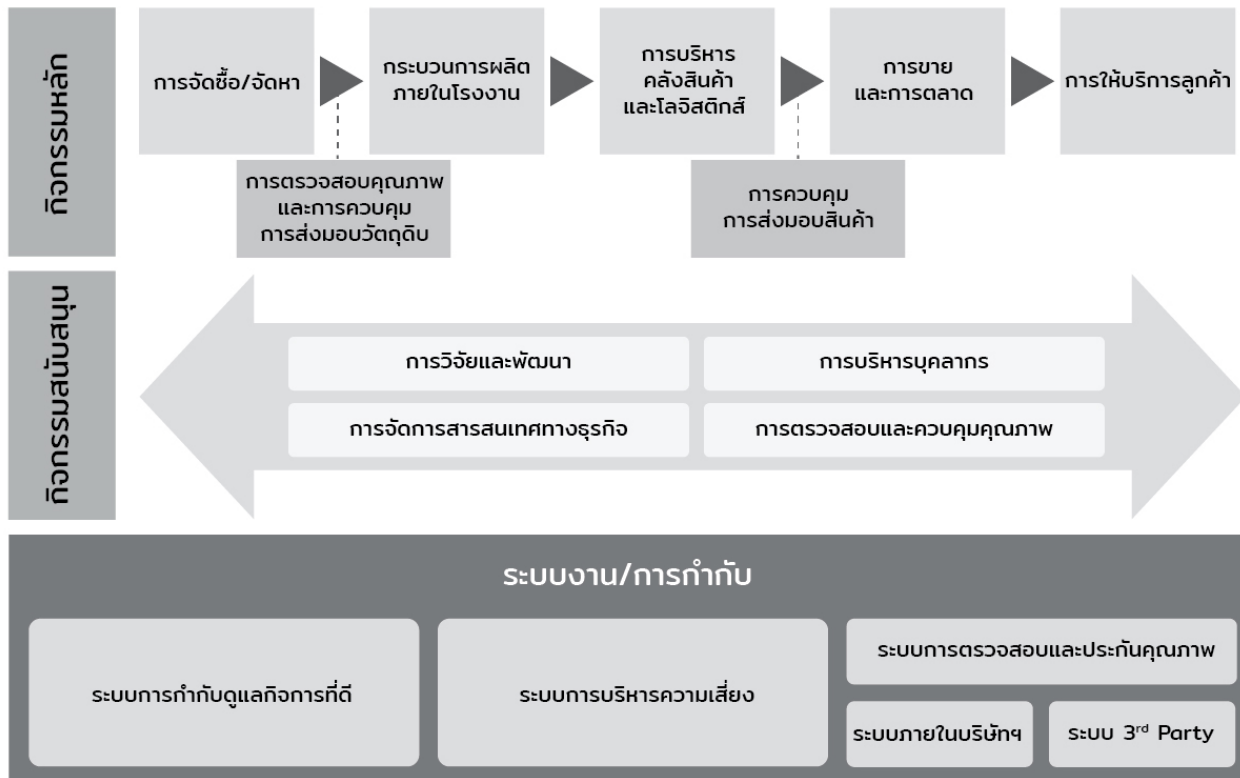 กิจกรรมหลัก
การจัดซื้อ/จัดหา
กระบวนการผลิต
ภายในโรงงาน
การบริหาร
คลังสินค้า
และโลจิสติกส์
การขาย
และการตลาด
การให้บริการลูกค้า
การตรวจสอบคุณภาพ
และการควบคุม
การส่งมอบวัตถุดิบ
การควบคุม
การส่งมอบสินค้า
กิจกรรมสนับสนุน
การวิจัยและพัฒนา
การบริหารบุคลากร
การจัดการสารสนเทศทางธุรกิจ
การตรวจสอบและควบคุมคุณภาพ
ระบบงาน/การกำกับ
ระบบการกำกับดูแลกิจการที่ดี
ระบบการบริหารความเสี่ยง
ระบบการตรวจสอบและประกันคุณภาพ
ระบบภายในบริษัทฯ
ระบบ 3rd Party